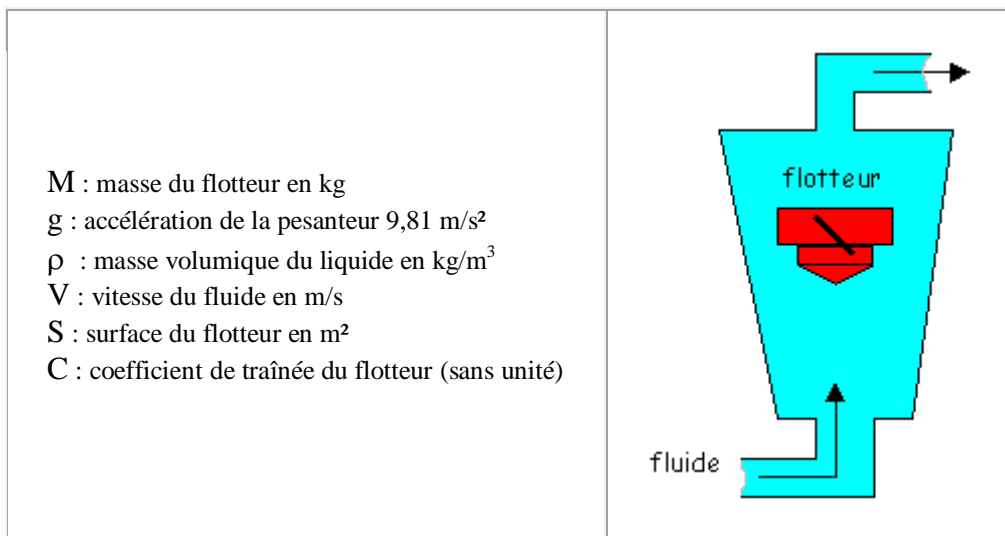 M : masse du flotteur en kg
g : accélération de la pesanteur 9,81 m/s²
ρ : masse volumique du liquide en kg/m³
V : vitesse du fluide en m/s
S : surface du flotteur en m²
C : coefficient de traînée du flotteur (sans unité)
flotteur
fluide